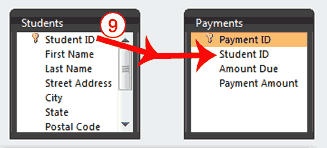 Students
Student ID
First Name
Last Name
Street Address
City
State
Postal Code
9
Payments
Payment ID
Student ID
Amount Due
Payment Amount